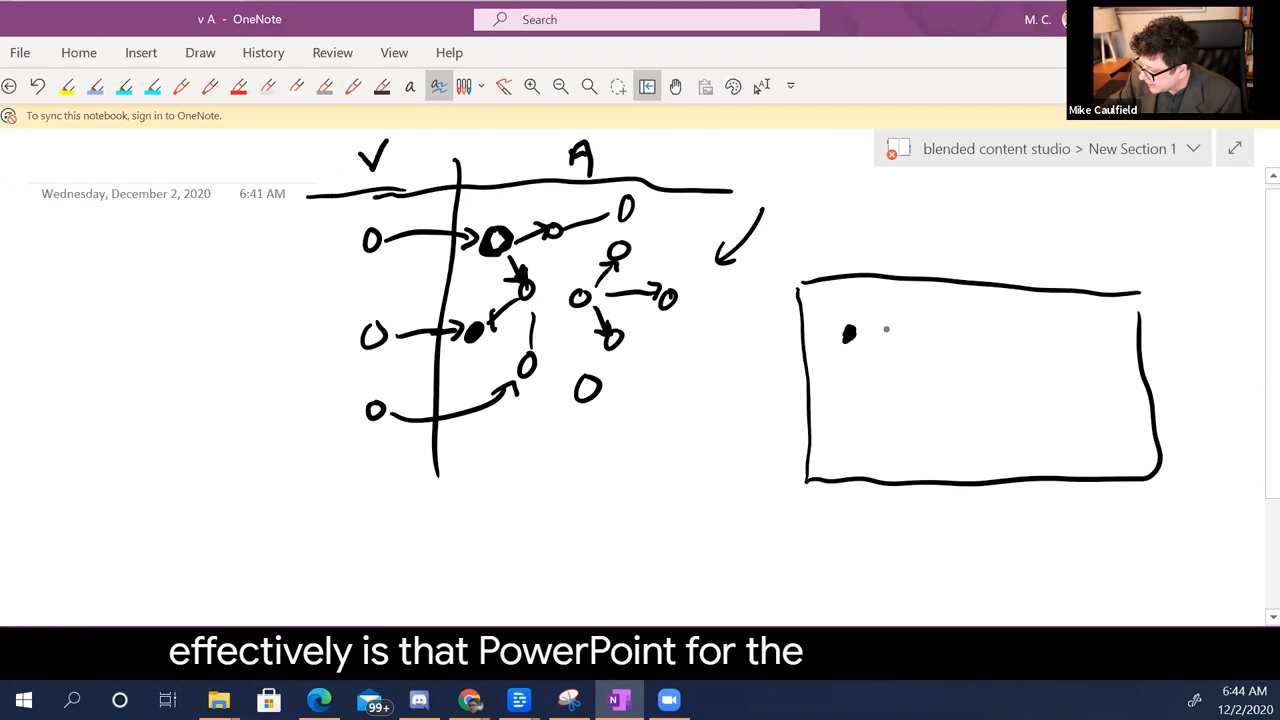 v A - OneNote
Search
M. C.
File Home Insert Draw History Review View Help
To sync this notebook, sign in to OneNote.
Mike Caulfield
blended content studio > New Section 1
Wednesday, December 2, 2020 6:41 AM
V A
effectively is that PowerPoint for the
99+
6:44 AM
12/2/2020